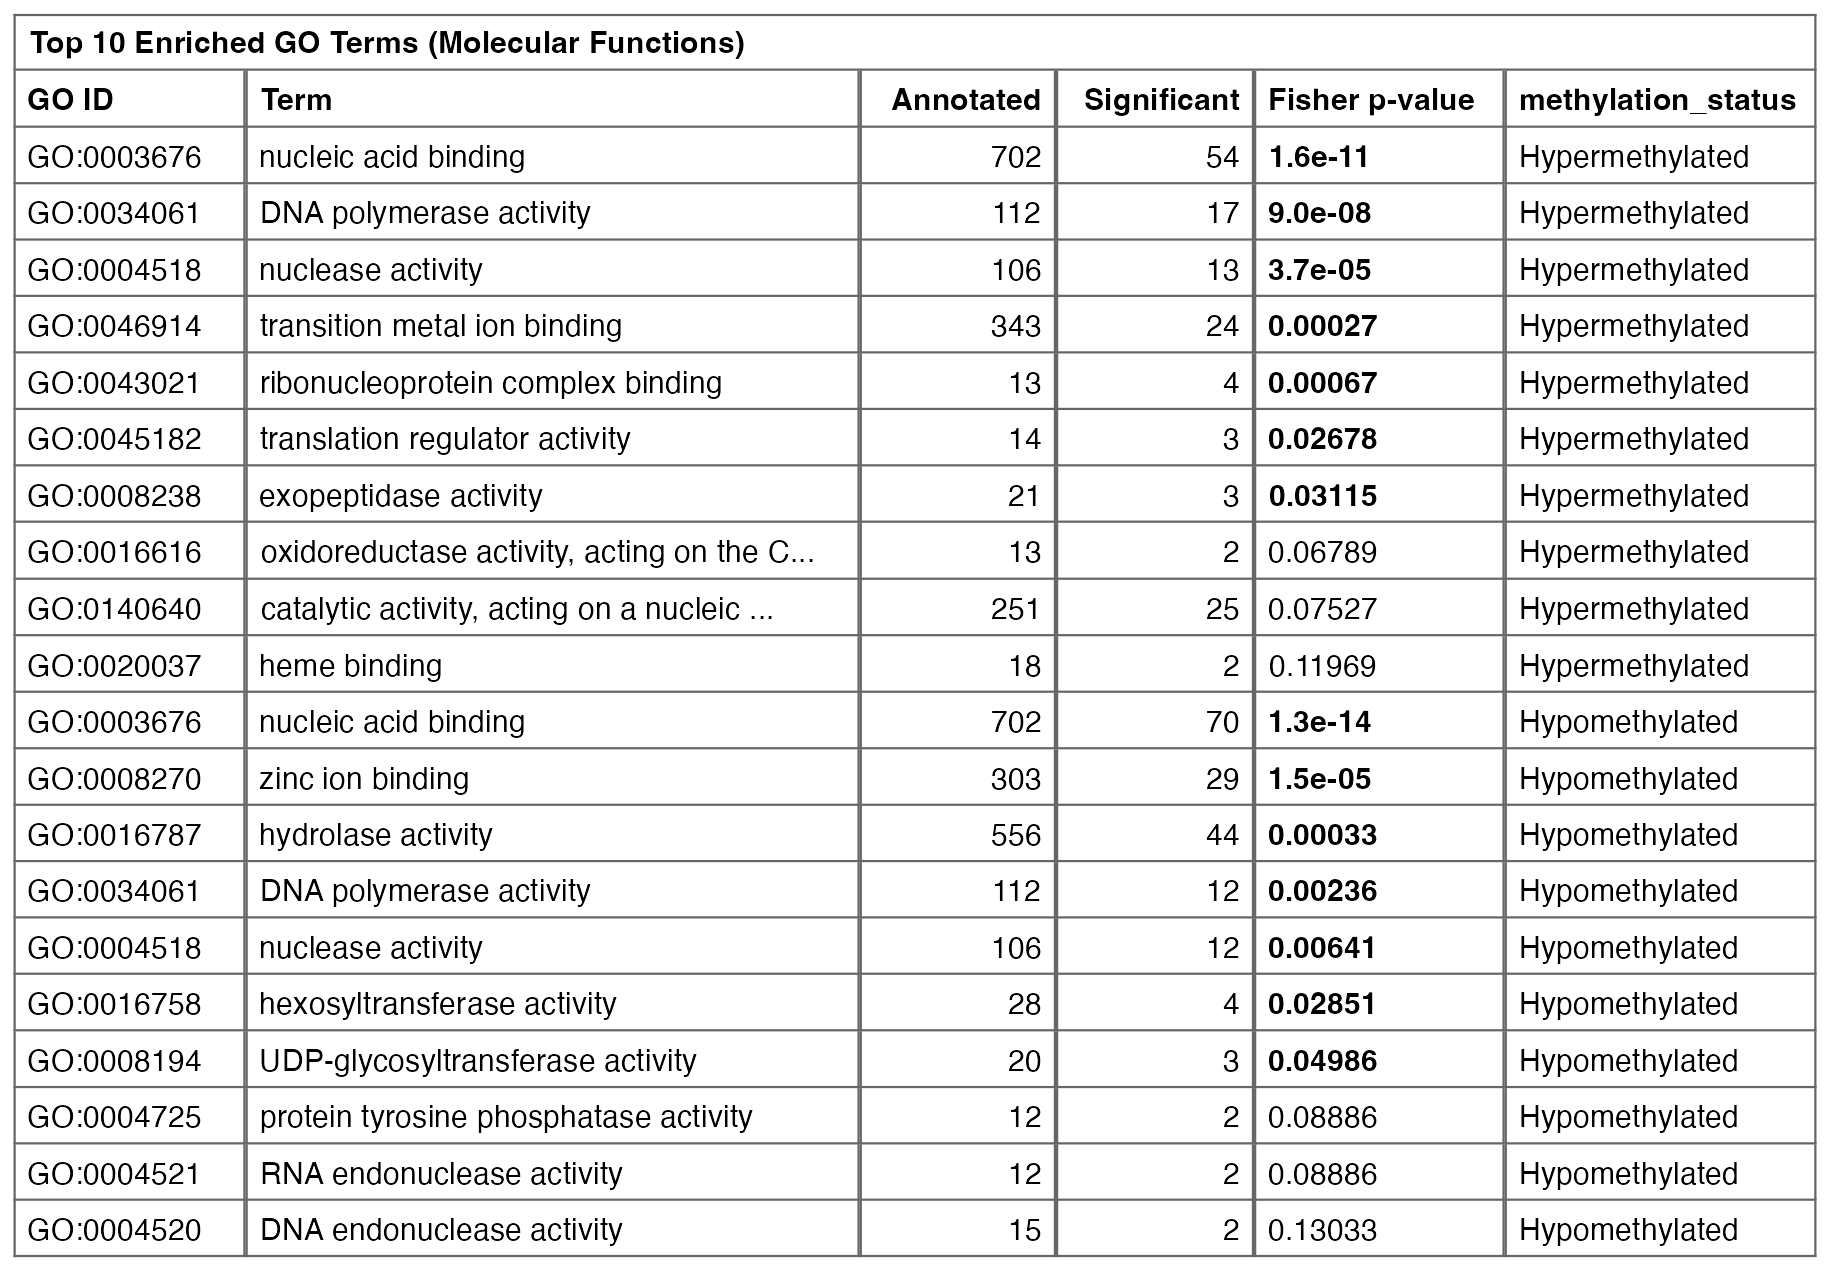 Top 10 Enriched GO Terms (Molecular Functions)
GO ID Term Annotated Significant Fisher p-value methylation_status
GO:0003676 nucleic acid binding 702 54 1.6e-11 Hypermethylated
GO:0034061 DNA polymerase activity 112 17 9.0e-08 Hypermethylated
GO:0004518 nuclease activity 106 13 3.7e-05 Hypermethylated
GO:0046914 transition metal ion binding 343 24 0.00027 Hypermethylated
GO:0043021 ribonucleoprotein complex binding 13 4 0.00067 Hypermethylated
GO:0045182 translation regulator activity 14 3 0.02678 Hypermethylated
GO:0008238 exopeptidase activity 21 3 0.03115 Hypermethylated
GO:0016616 oxidoreductase activity, acting on the C... 13 2 0.06789 Hypermethylated
GO:0140640 catalytic activity, acting on a nucleic ... 251 25 0.07527 Hypermethylated
GO:0020037 heme binding 18 2 0.11969 Hypermethylated
GO:0003676 nucleic acid binding 702 70 1.3e-14 Hypomethylated
GO:0008270 zinc ion binding 303 29 1.5e-05 Hypomethylated
GO:0016787 hydrolase activity 556 44 0.00033 Hypomethylated
GO:0034061 DNA polymerase activity 112 12 0.00236 Hypomethylated
GO:0004518 nuclease activity 106 12 0.00641 Hypomethylated
GO:0016758 hexosyltransferase activity 28 4 0.02851 Hypomethylated
GO:0008194 UDP-glycosyltransferase activity 20 3 0.04986 Hypomethylated
GO:0004725 protein tyrosine phosphatase activity 12 2 0.08886 Hypomethylated
GO:0004521 RNA endonuclease activity 12 2 0.08886 Hypomethylated
GO:0004520 DNA endonuclease activity 15 2 0.13033 Hypomethylated